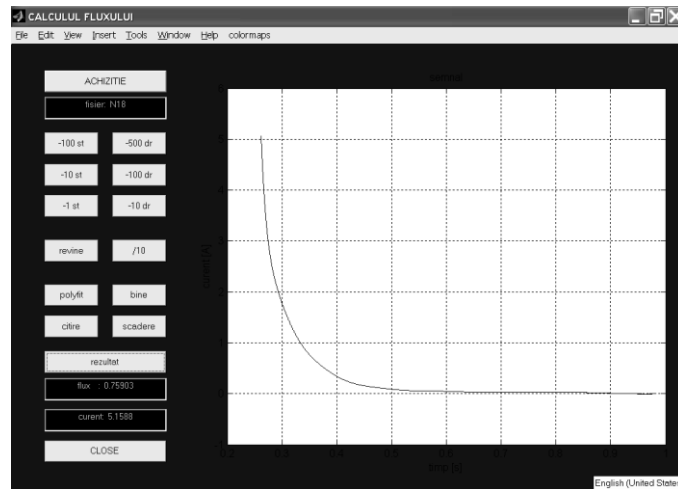 CALCULUL FLUXULUI
File Edit View Insert Tools Window Help colormaps
ACHIZITIE
fisier: N18
-100 st -500 dr
-10 st -100 dr
-1 st -10 dr
revine /10
polyfit bine
citire scadere
rezultat
flux : 0.75903
curent: 5.1588
CLOSE
semnal
curent [A]
6
5
4
3
2
1
0
-1
0.2 0.3 0.4 0.5 0.6 0.7 0.8 0.9 1
timp [s]
English (United States